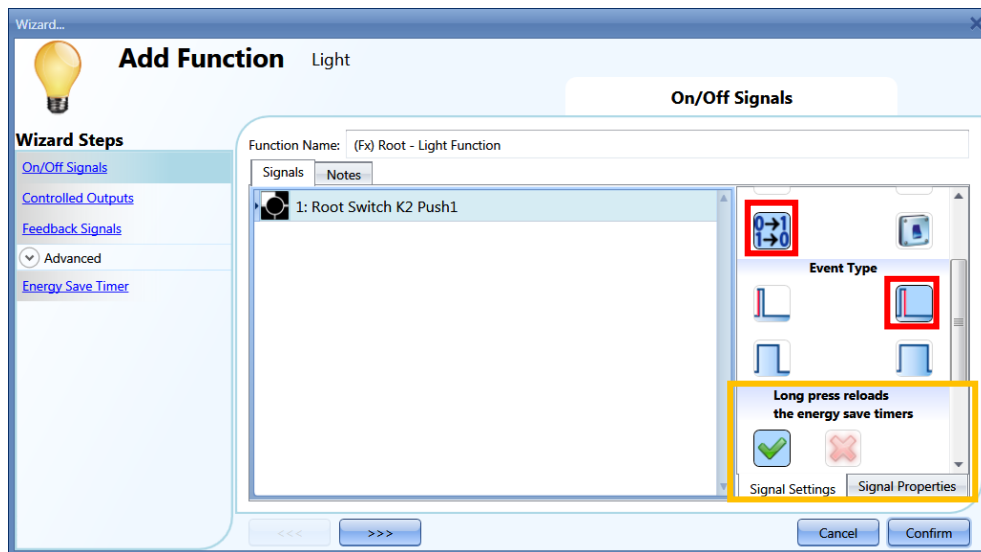 Wizard...
Add Function Light
On/Off Signals
Wizard Steps
On/Off Signals
Controlled Outputs
Feedback Signals
Advanced
Energy Save Timer
Function Name: (Fx) Root - Light Function
Signals Notes
1: Root Switch K2 Push1
0→1
1→0
Event Type
Long press reloads
the energy save timers
Signal Settings Signal Properties
<<< >>> Cancel Confirm